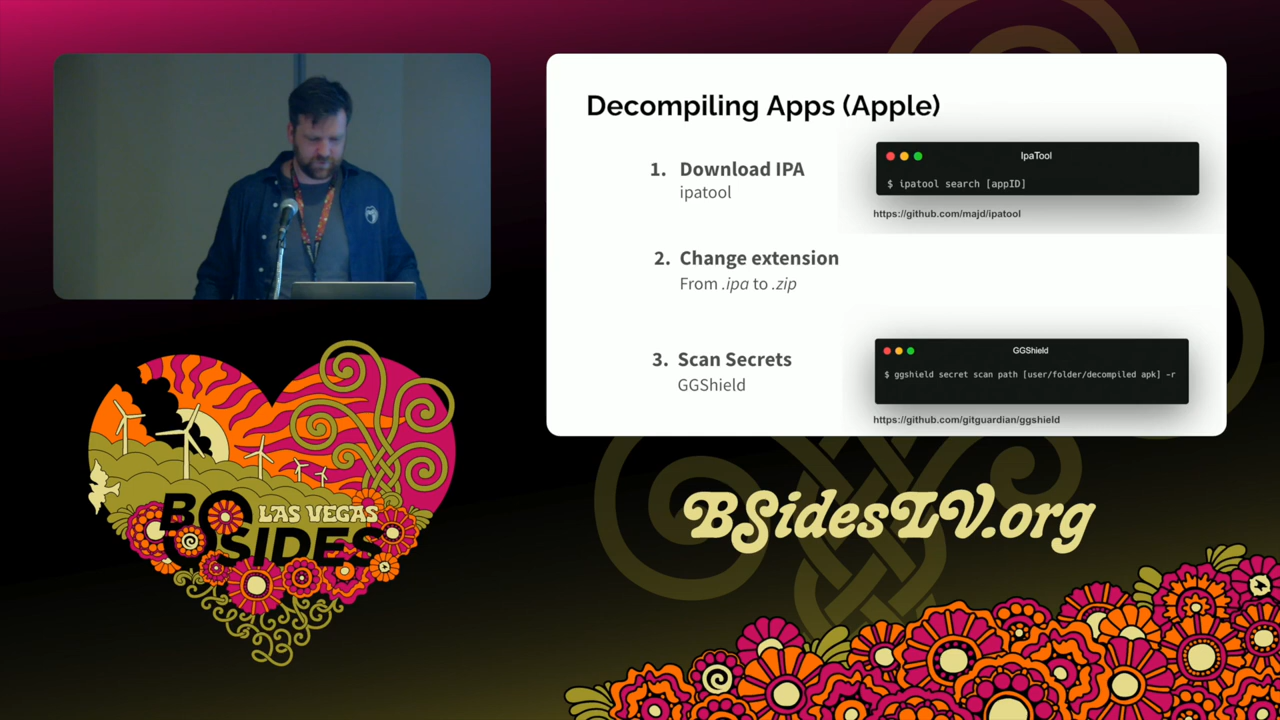 Decompiling Apps (Apple)
1. Download IPA
ipatool
IpaTool
$ ipatool search [appID]
https://github.com/majd/ipatool
2. Change extension
From .ipa to .zip
3. Scan Secrets
GGShield
GGShield
$ ggshield secret scan path [user/folder/decompiled apk] -r
https://github.com/gitguardian/ggshield
BO
LAS VEGAS
OSIDES
BSidesLV.org